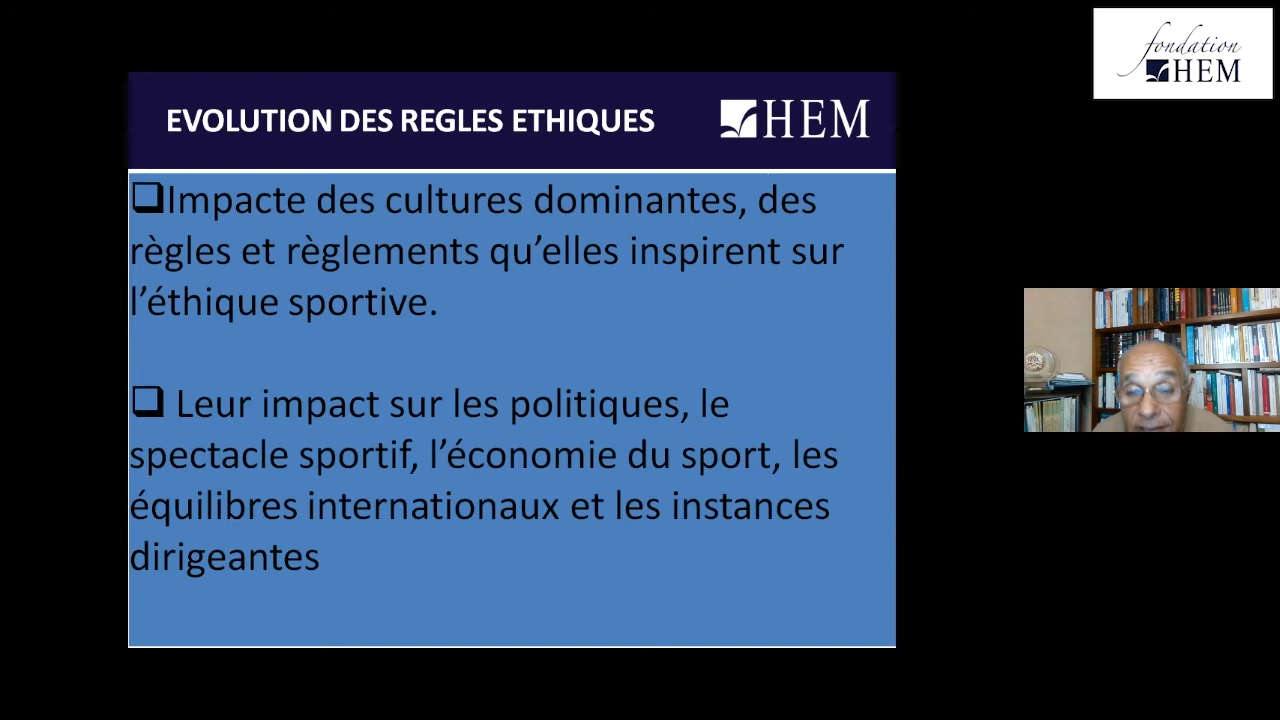 fondation
HEM
EVOLUTION DES REGLES ETHIQUES
HEM
Impacte des cultures dominantes, des
règles et règlements qu’elles inspirent sur
l’éthique sportive.
Leur impact sur les politiques, le
spectacle sportif, l’économie du sport, les
équilibres internationaux et les instances
dirigeantes